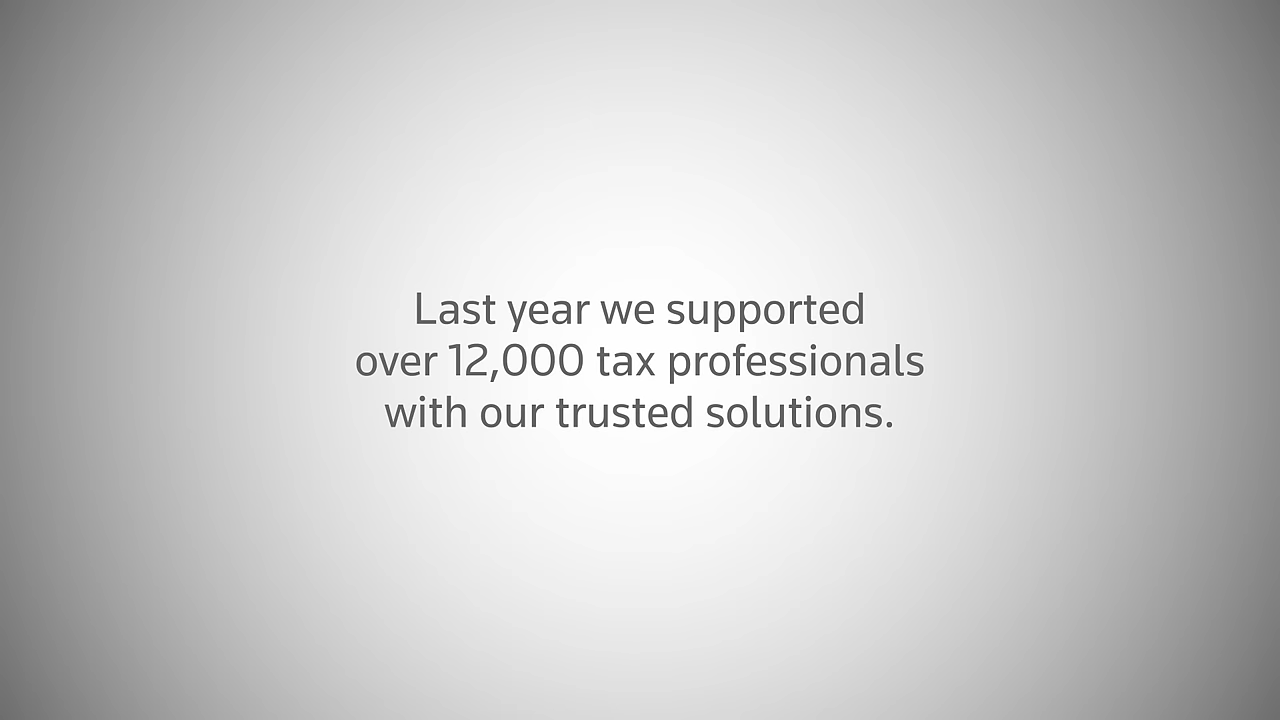 Last year we supported
over 12,000 tax professionals
with our trusted solutions.